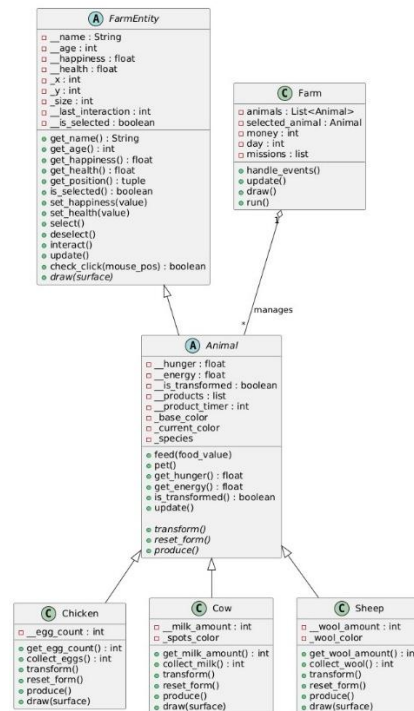 A FarmEntity
__name : String
__age : int
__happiness : float
__health : float
_x : int
_y : int
_size : int
__last_interaction : int
__is_selected : boolean
get_name() : String
get_age() : int
get_happiness() : float
get_health() : float
get_position() : tuple
is_selected() : boolean
set_happiness(value)
set_health(value)
select()
deselect()
interact()
update()
check_click(mouse_pos) : boolean
draw(surface)
C Farm
animals : List<Animal>
selected_animal : Animal
money : int
day : int
missions : list
handle_events()
update()
draw()
run()
1
manages
*
A Animal
__hunger : float
__energy : float
__is_transformed : boolean
__products : list
__product_timer : int
_base_color
_current_color
_species
feed(food_value)
pet()
get_hunger() : float
get_energy() : float
is_transformed() : boolean
update()
transform()
reset_form()
produce()
C Chicken
__egg_count : int
get_egg_count() : int
collect_eggs() : int
transform()
reset_form()
produce()
draw(surface)
C Cow
__milk_amount : int
_spots_color
get_milk_amount() : int
collect_milk() : int
transform()
reset_form()
produce()
draw(surface)
C Sheep
__wool_amount : int
_wool_color
get_wool_amount() : int
collect_wool() : int
transform()
reset_form()
produce()
draw(surface)